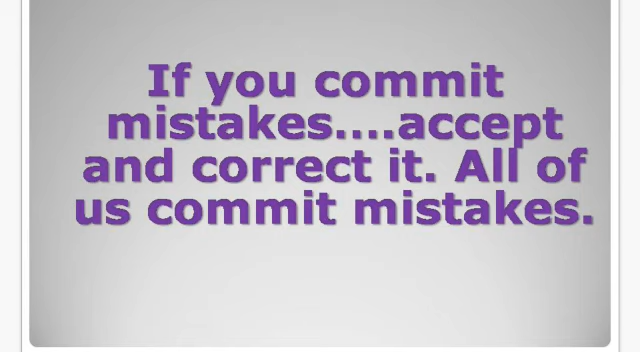 If you commit
mistakes....accept
and correct it. All of
us commit mistakes.